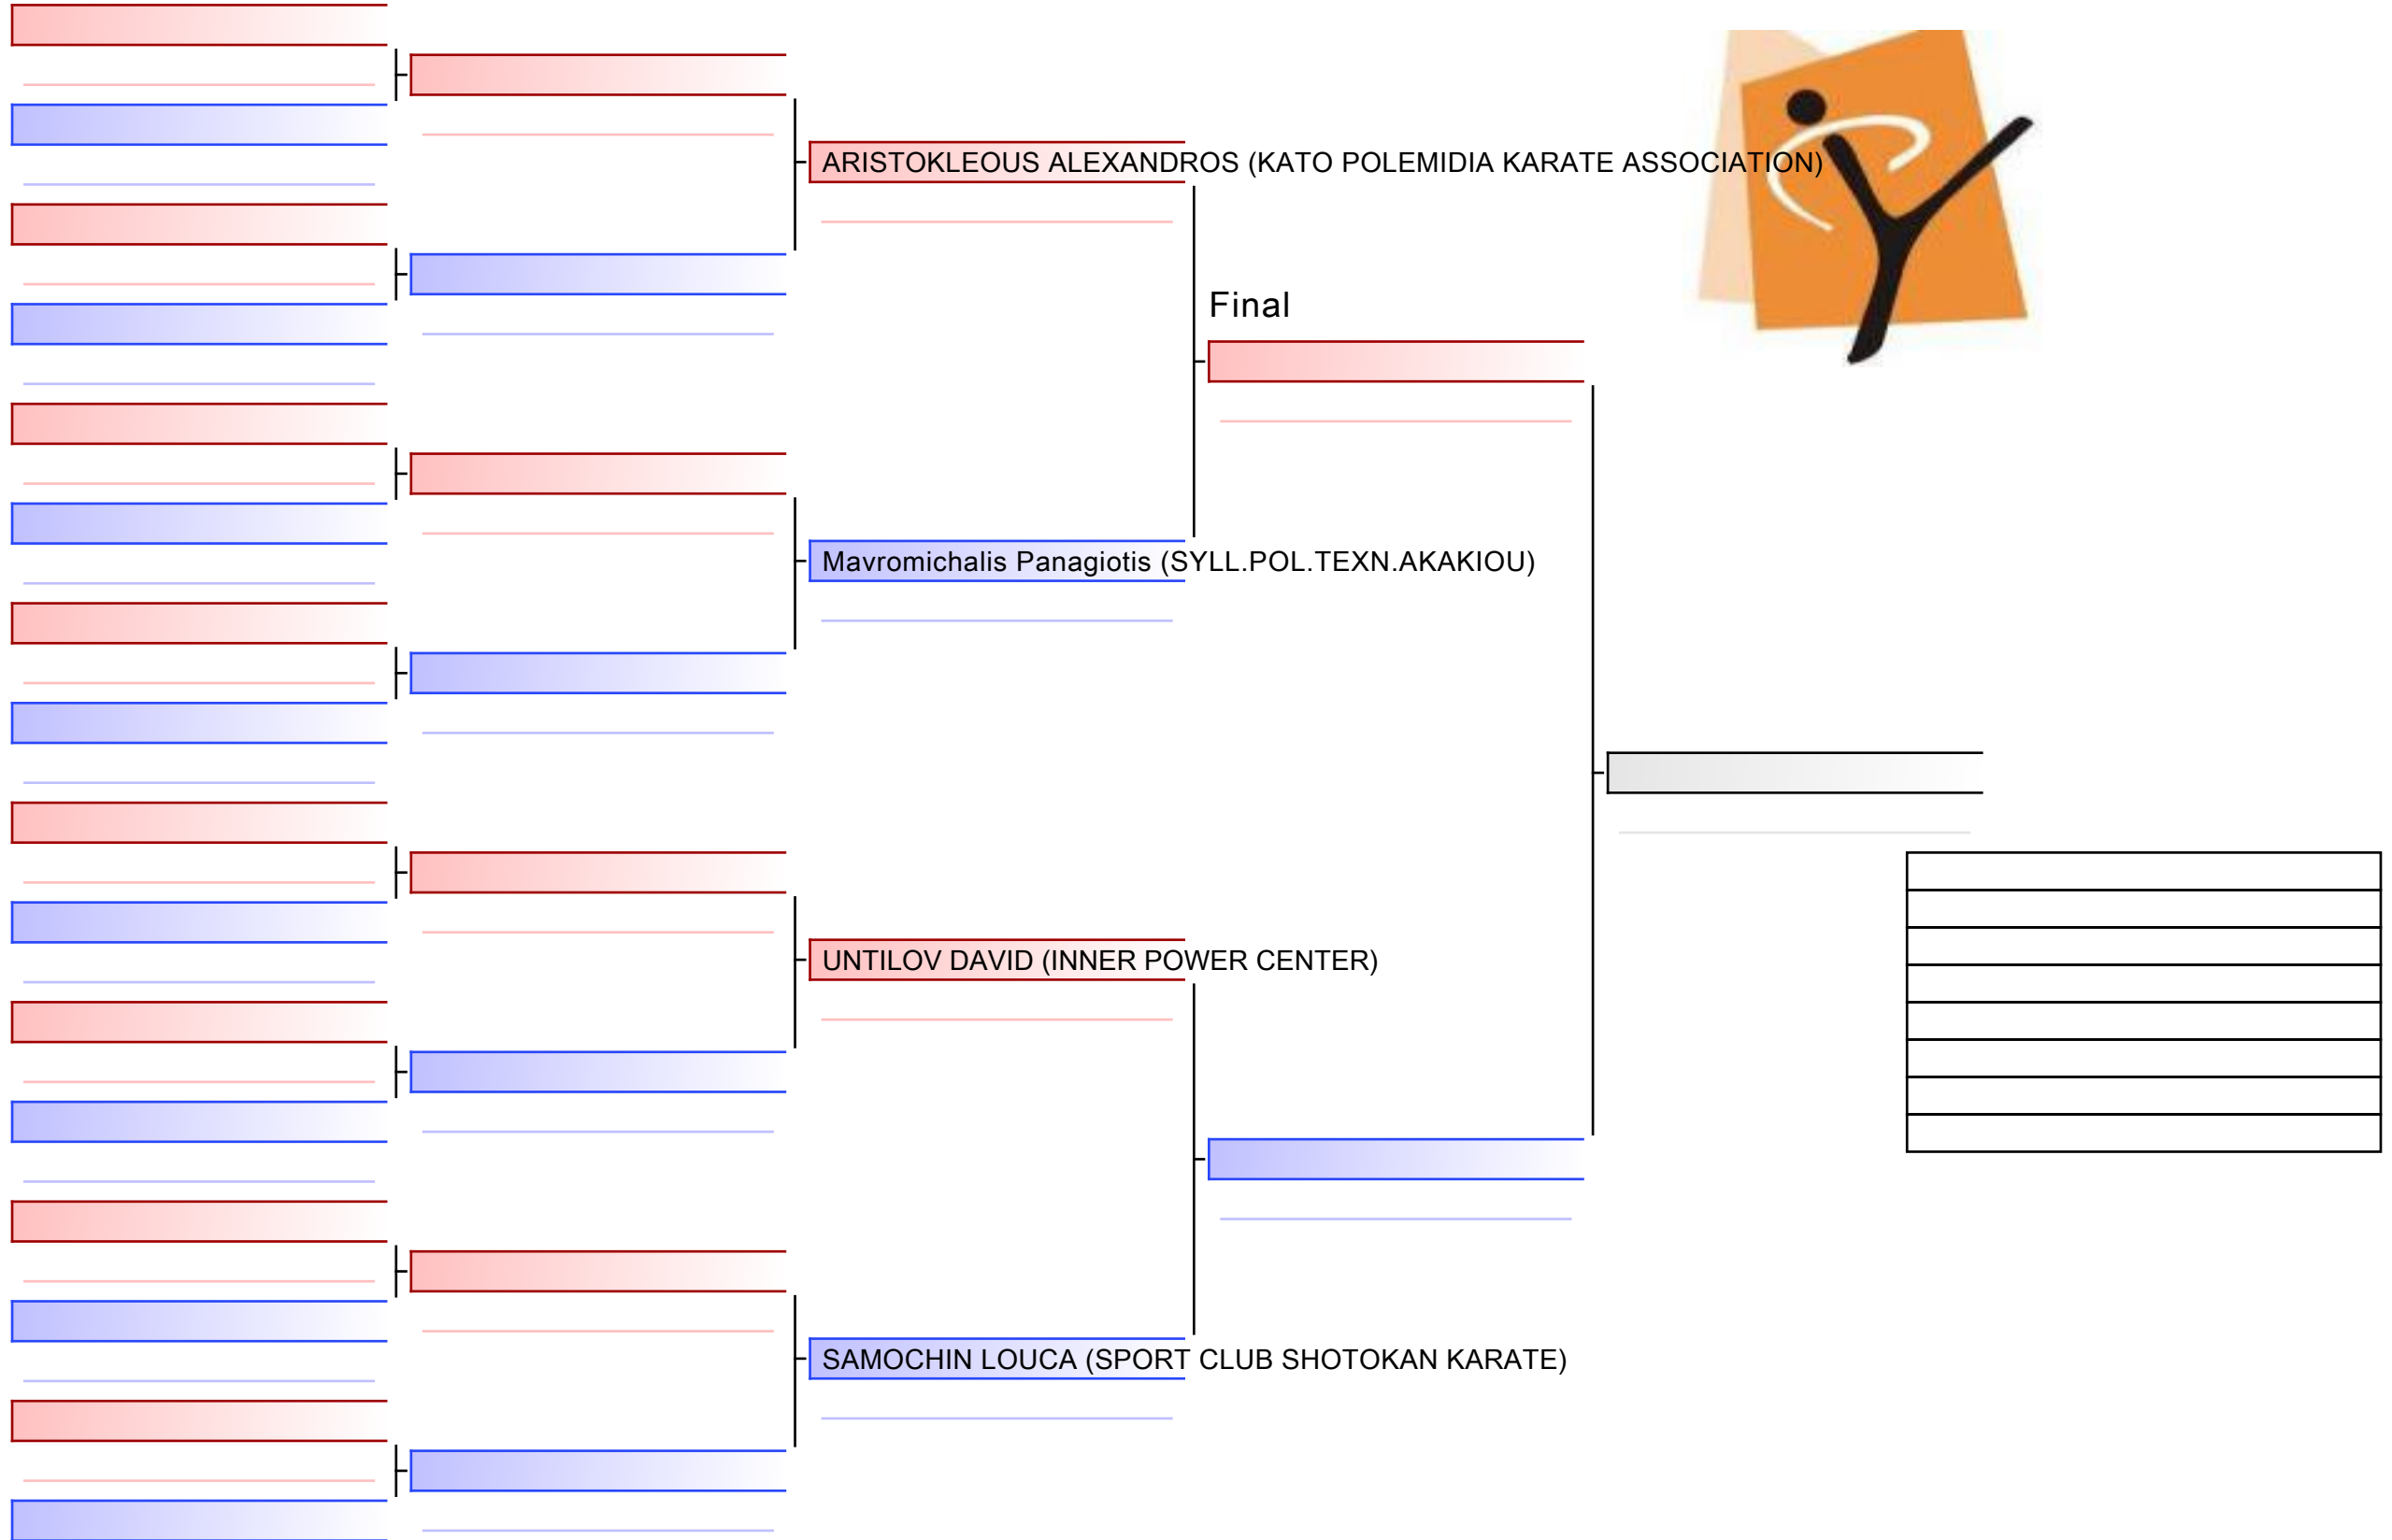 ARISTOKLEOUS ALEXANDROS (KATO POLEMIDIA KARATE ASSOCIATION)
Final
Mavromichalis Panagiotis (SYLL.POL.TEXN.AKAKIOU)
UNTILOV DAVID (INNER POWER CENTER)
SAMOCHIN LOUCA (SPORT CLUB SHOTOKAN KARATE)